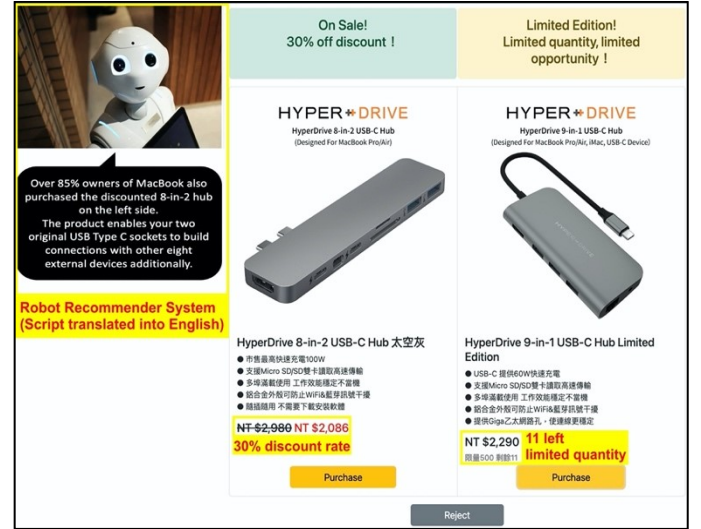 Over 85% owners of MacBook also
purchased the discounted 8-in-2 hub
on the left side.
The product enables your two
original USB Type C sockets to build
connections with other eight
external devices additionally.
Robot Recommender System
(Script translated into English)
On Sale!
30% off discount !
HYPER DRIVE
HyperDrive 8-in-2 USB-C Hub
(Designed For MacBook Pro/Air)
HyperDrive 8-in-2 USB-C Hub 太空灰
● 市售最高快速充電100W
● 支援Micro SD/SD雙卡讀取高速傳輸
● 多埠滿載使用 工作效能穩定不當機
● 鋁合金外殼可防止WiFi&藍芽訊號干擾
● 隨插隨用 不需要下載安裝軟體
NT $2,980 NT $2,086
30% discount rate
Purchase
Limited Edition!
Limited quantity, limited
opportunity !
HYPER DRIVE
HyperDrive 9-in-1 USB-C Hub
(Designed For MacBook Pro/Air, iMac, USB-C Device)
HyperDrive 9-in-1 USB-C Hub Limited
Edition
● USB-C 提供60W快速充電
● 支援Micro SD/SD雙卡讀取高速傳輸
● 多埠滿載使用 工作效能穩定不當機
● 鋁合金外殼可防止WiFi&藍芽訊號干擾
● 提供Giga乙太網路孔，使連線更穩定
NT $2,290 11 left
限量500 剩餘11 limited quantity
Purchase
Reject